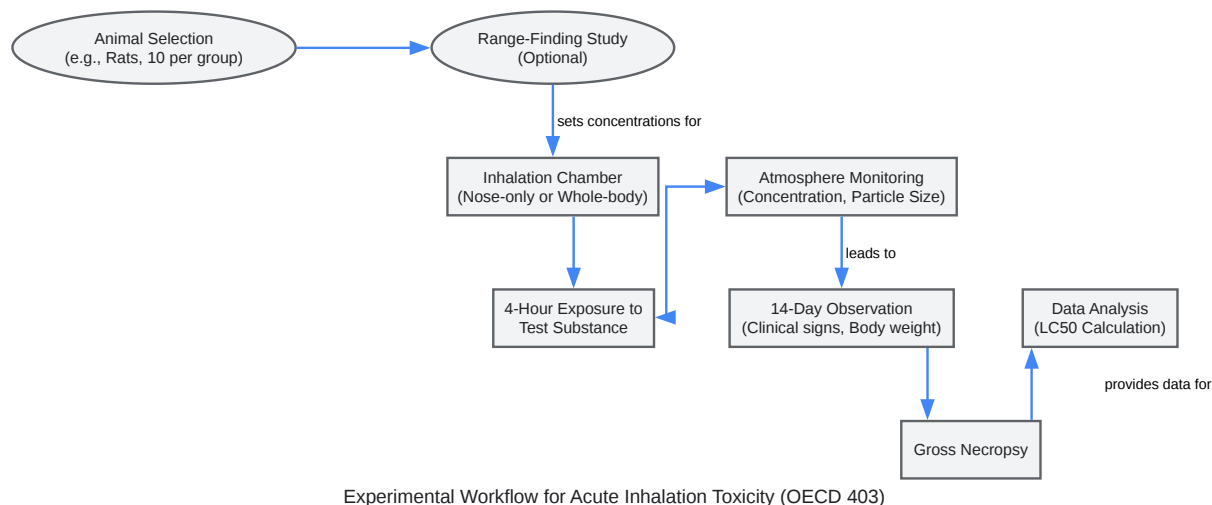 Animal Selection
(e.g., Rats, 10 per group)
Range-Finding Study
(Optional)
sets concentrations for
Inhalation Chamber
(Nose-only or Whole-body)
Atmosphere Monitoring
(Concentration, Particle Size)
leads to
4-Hour Exposure to
Test Substance
14-Day Observation
(Clinical signs, Body weight)
Data Analysis
(LC50 Calculation)
provides data for
Gross Necropsy
Experimental Workflow for Acute Inhalation Toxicity (OECD 403)